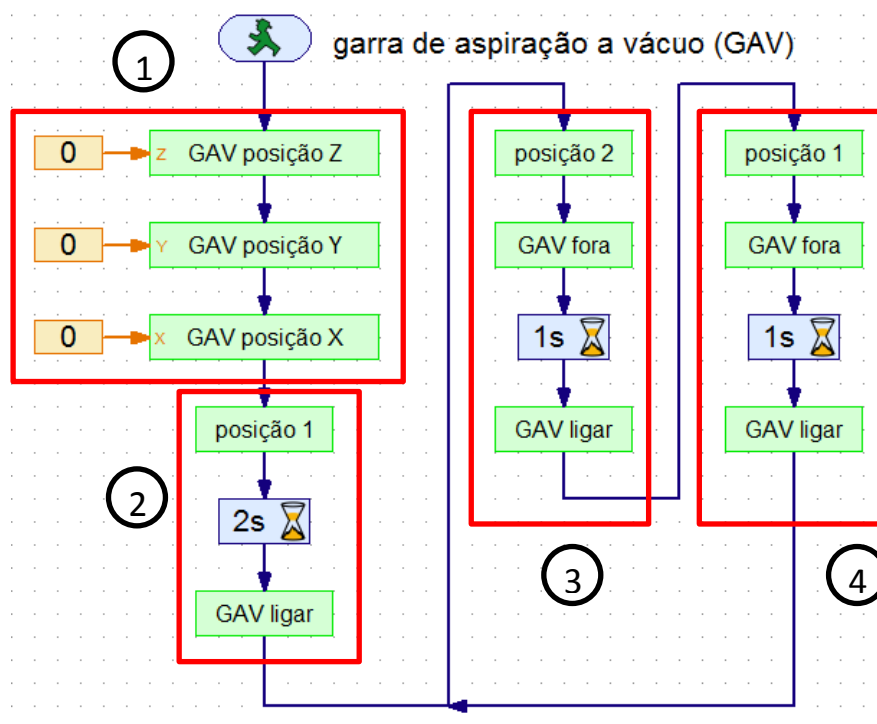 garra de aspiração a vácuo (GAV)
1
0
Z GAV posição Z
0
Y GAV posição Y
0
X GAV posição X
2
posição 1
2s
GAV ligar
posição 2
GAV fora
1s
GAV ligar
3
posição 1
GAV fora
1s
GAV ligar
4